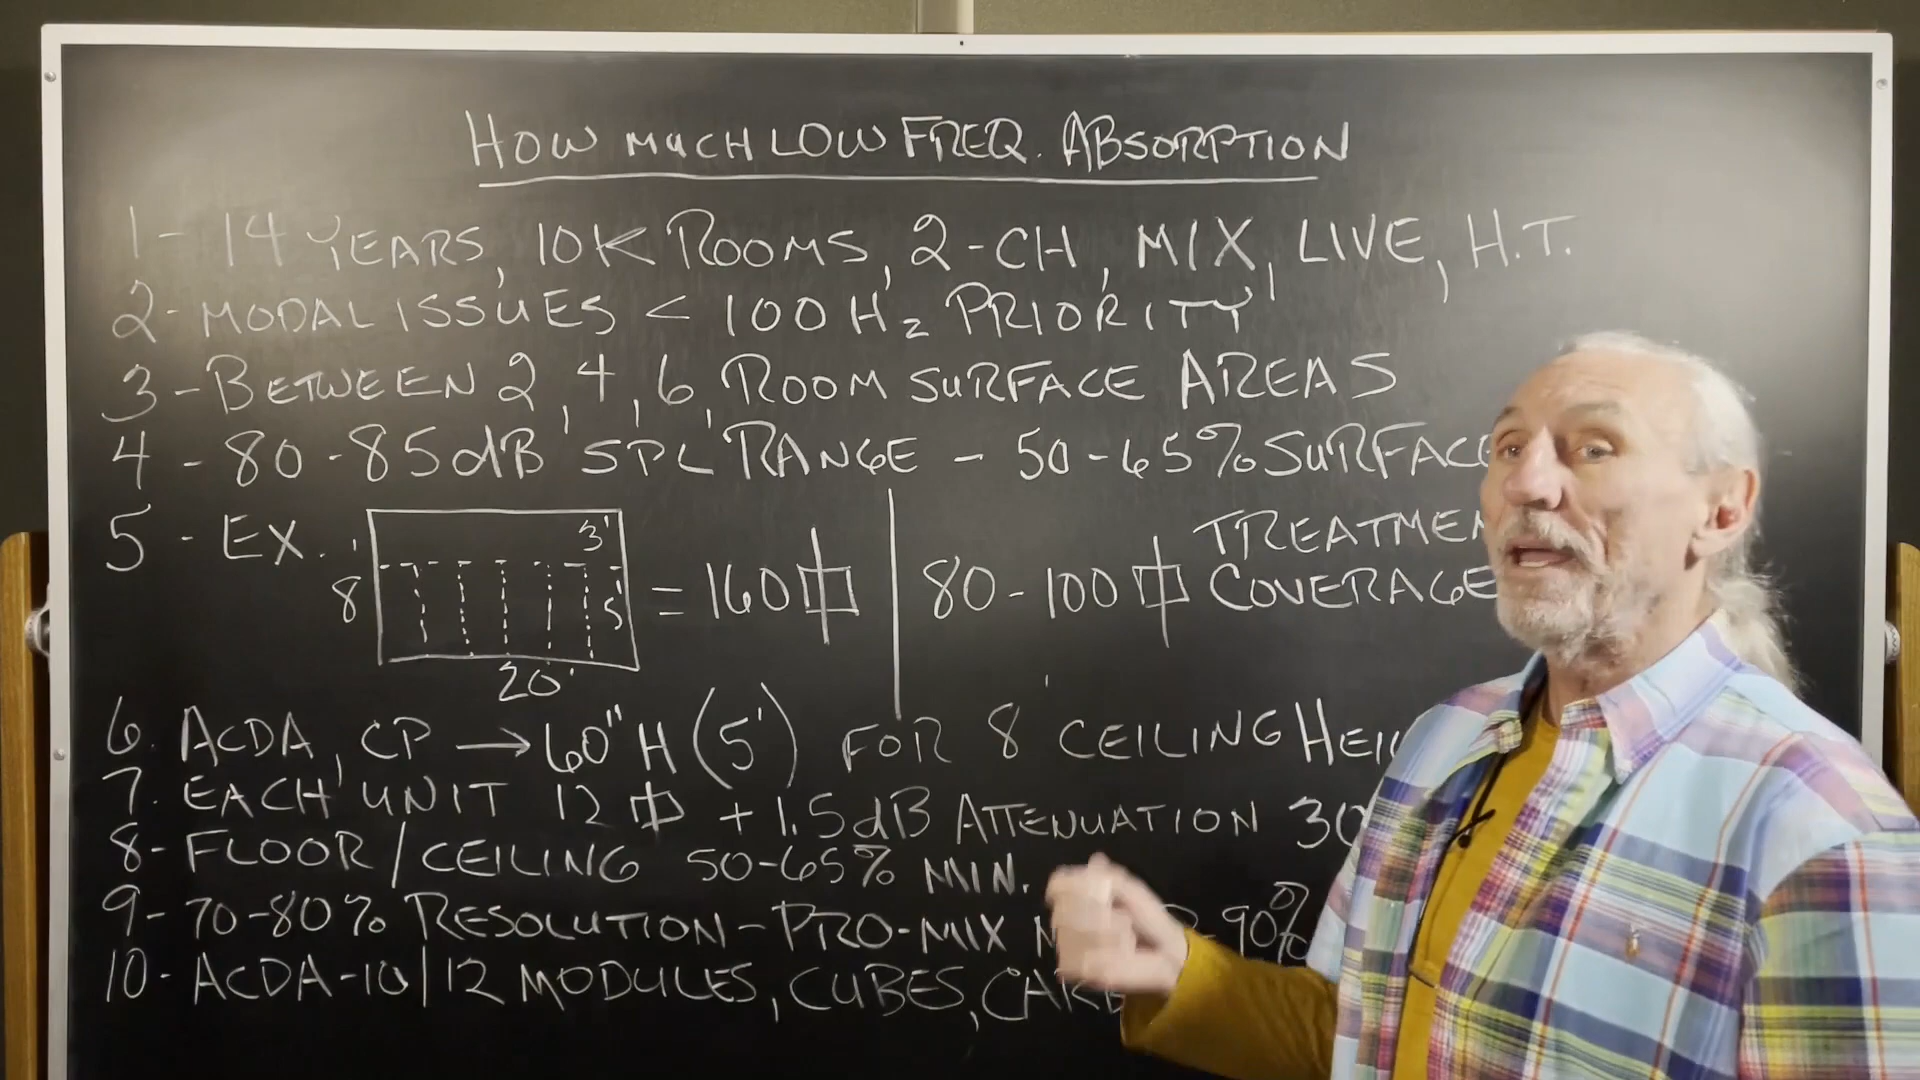 HOW MUCH LOW FREQ. ABSORPTION
1- 14 YEARS, 10K ROOMS, 2-CH, MIX, LIVE, H.T.
2- MODAL ISSUES < 100 Hz PRIORITY
3- BETWEEN 2, 4, 6, ROOM SURFACE AREAS
4 - 80-85dB SPL RANGE - 50-65% SURFACE
TREATMEN
COVERAGE
5 - EX. 8' 3' 5 20' = 160 80-100
6. ACDA, CP → 60" H (5') FOR 8' CEILING HEI
7. EACH UNIT 12 + 1.5dB ATTENUATION 30
8- FLOOR/CEILING 50-65% MIN.
9- 70-80% RESOLUTION - PRO-MIX 90%
10- ACDA-10/12 MODULES, CUBES,